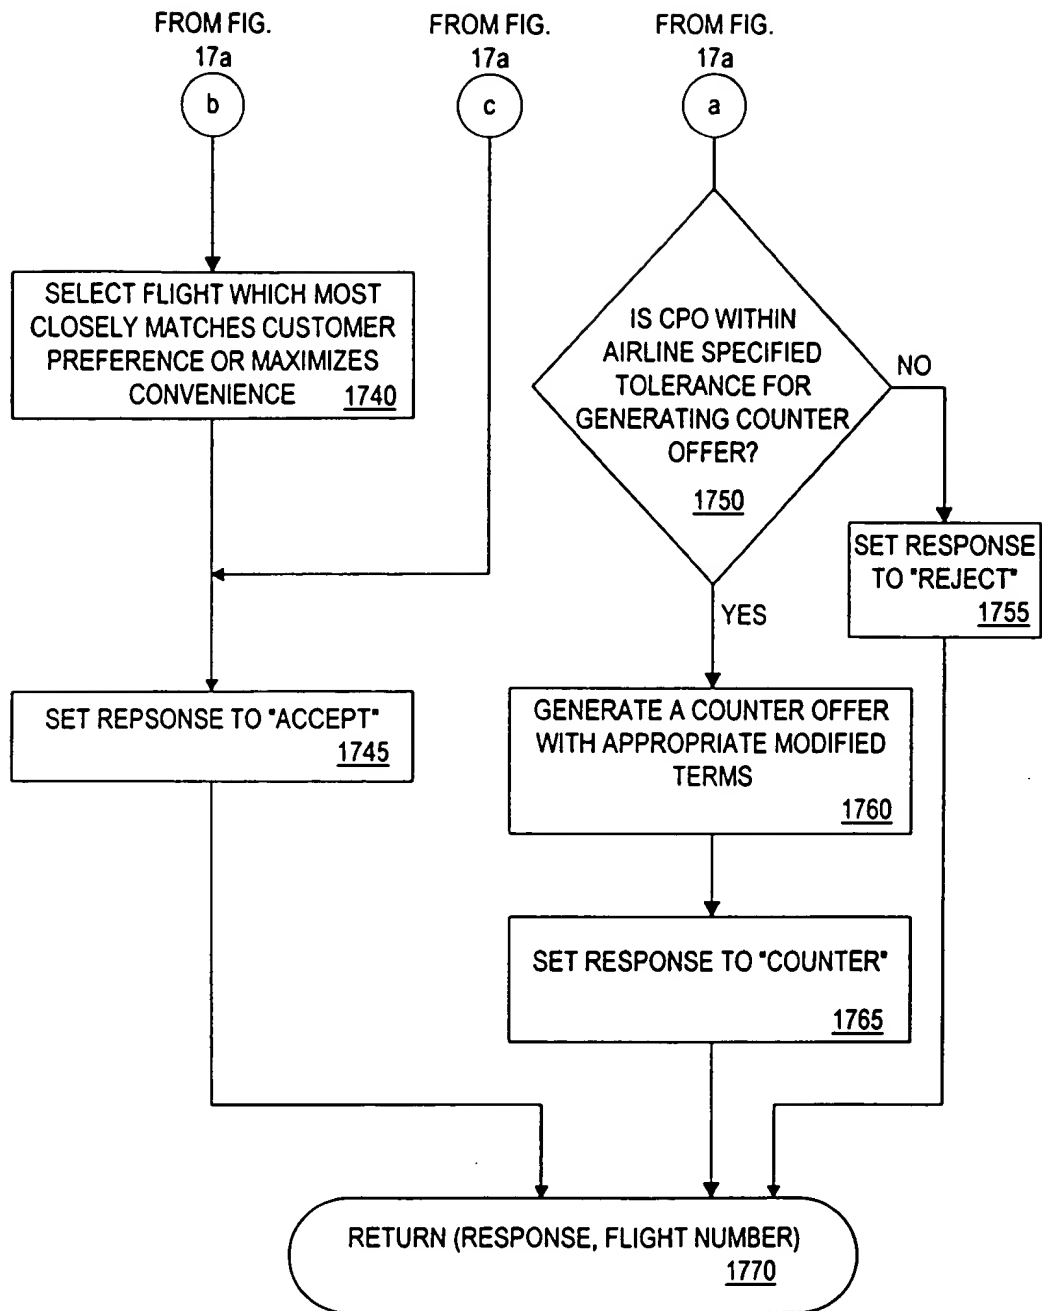 FROM FIG.
17a
b
FROM FIG.
17a
c
FROM FIG.
17a
a
SELECT FLIGHT WHICH MOST
CLOSELY MATCHES CUSTOMER
PREFERENCE OR MAXIMIZES
CONVENIENCE 1740
IS CPO WITHIN
AIRLINE SPECIFIED
TOLERANCE FOR
GENERATING COUNTER
OFFER?
1750
NO
YES
SET RESPONSE
TO "REJECT"
1755
SET REPSONSE TO "ACCEPT"
1745
GENERATE A COUNTER OFFER
WITH APPROPRIATE MODIFIED
TERMS
1760
SET RESPONSE TO "COUNTER"
1765
RETURN (RESPONSE, FLIGHT NUMBER)
1770